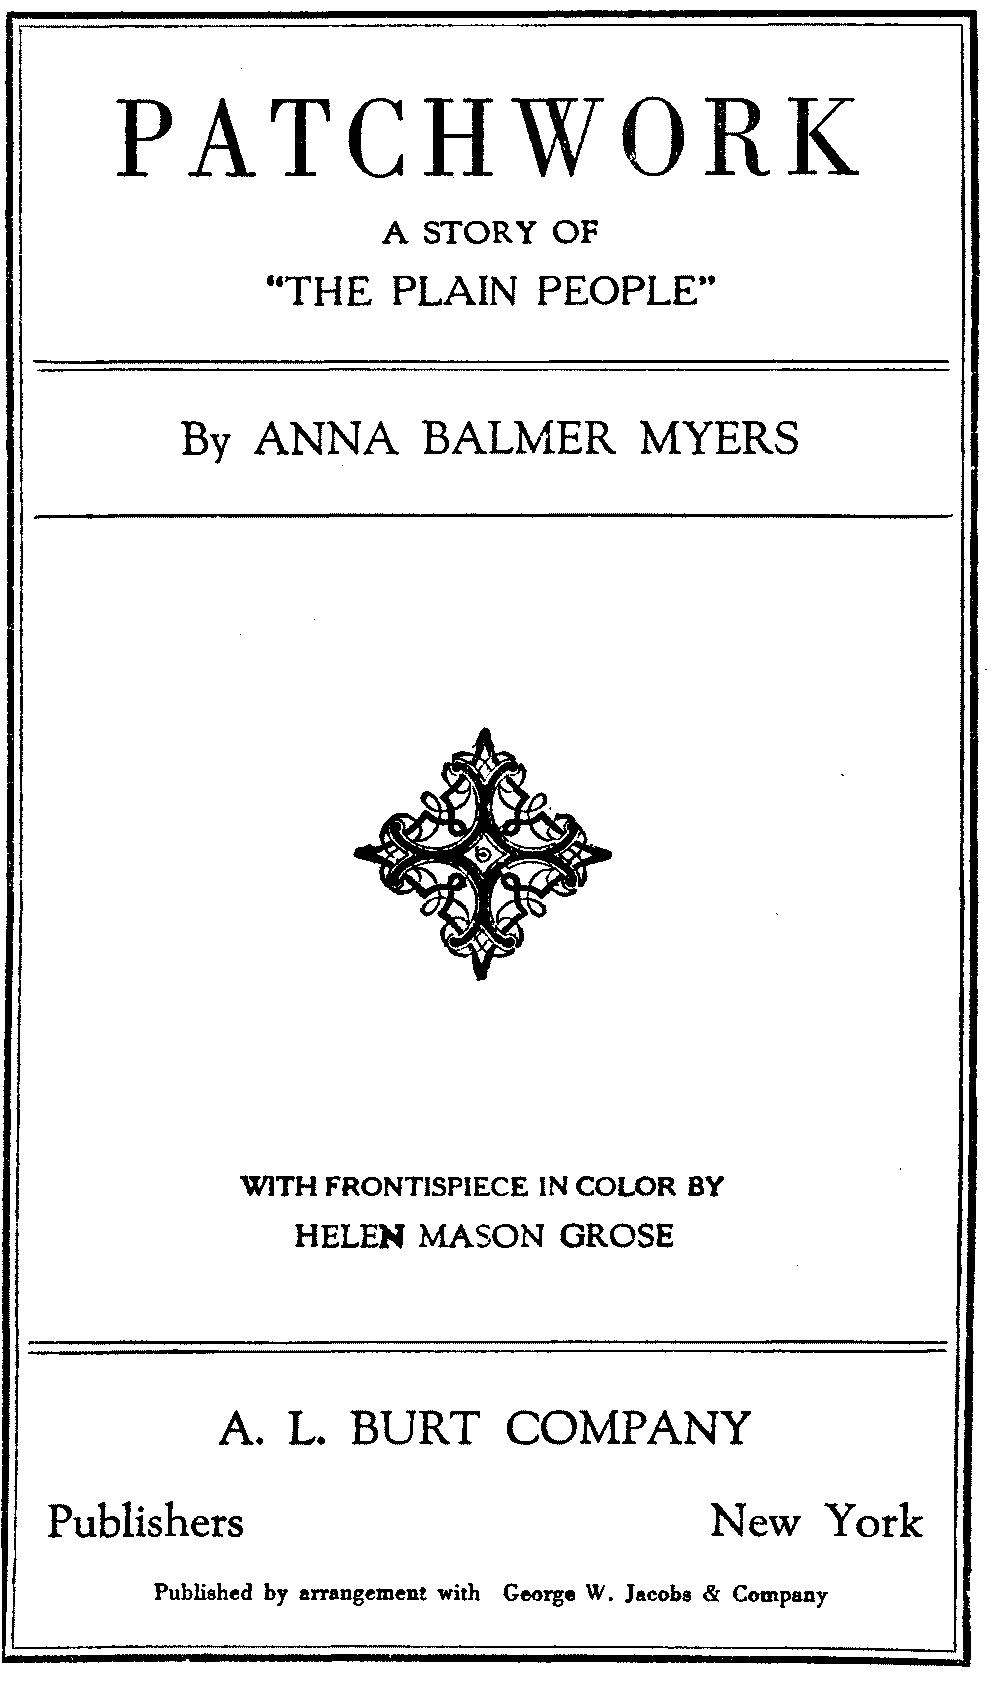 PATCHWORK
A STORY OF
“THE PLAIN PEOPLE”
By ANNA BALMER MYERS
WITH FRONTISPIECE IN COLOR BY
HELEN MASON GROSE
A. L. BURT COMPANY
Publishers New York
Published by arrangement with George W. Jacobs & Company